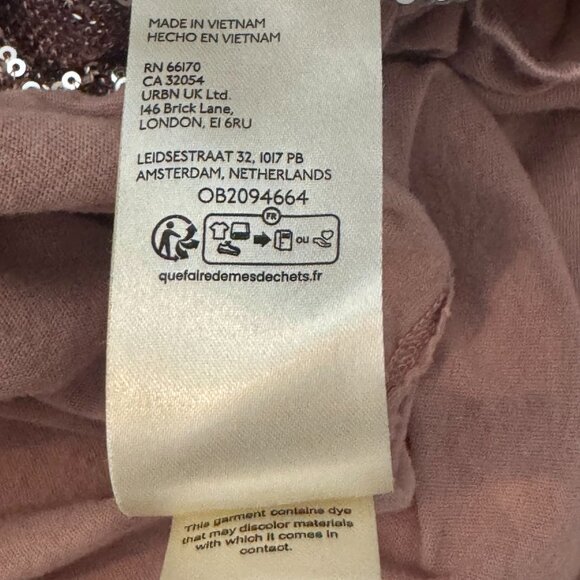 MADE IN VIETNAM
HECHO EN VIETNAM
RN 66170
CA 32054
URBN UK Ltd.
146 Brick Lane,
LONDON, E1 6RU
LEIDSESTRAAT 32, 1017 PB
AMSTERDAM, NETHERLANDS
OB2094664
FR
OU
quefairedemesdechets.fr
This garment contains dye
that may discolor materials
with which it comes in
contact.